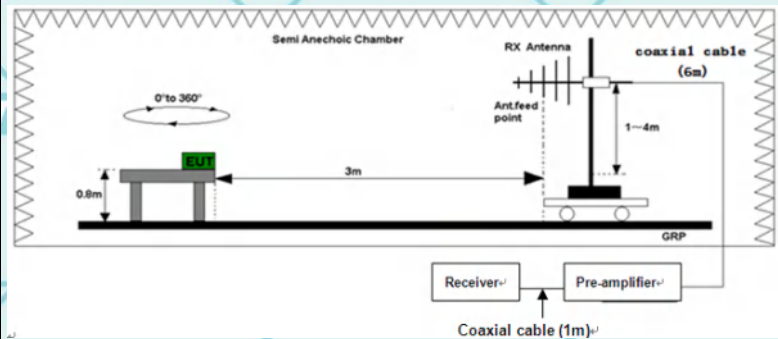 Semi Anechoic Chamber
RX Antenna
coaxial cable
(6m)
0°to 360°
Ant.feed
point
1~4m
EUT
3m
0.8m
GRP
Receiver↵
Pre-amplifier↵
Coaxial cable (1m)↵